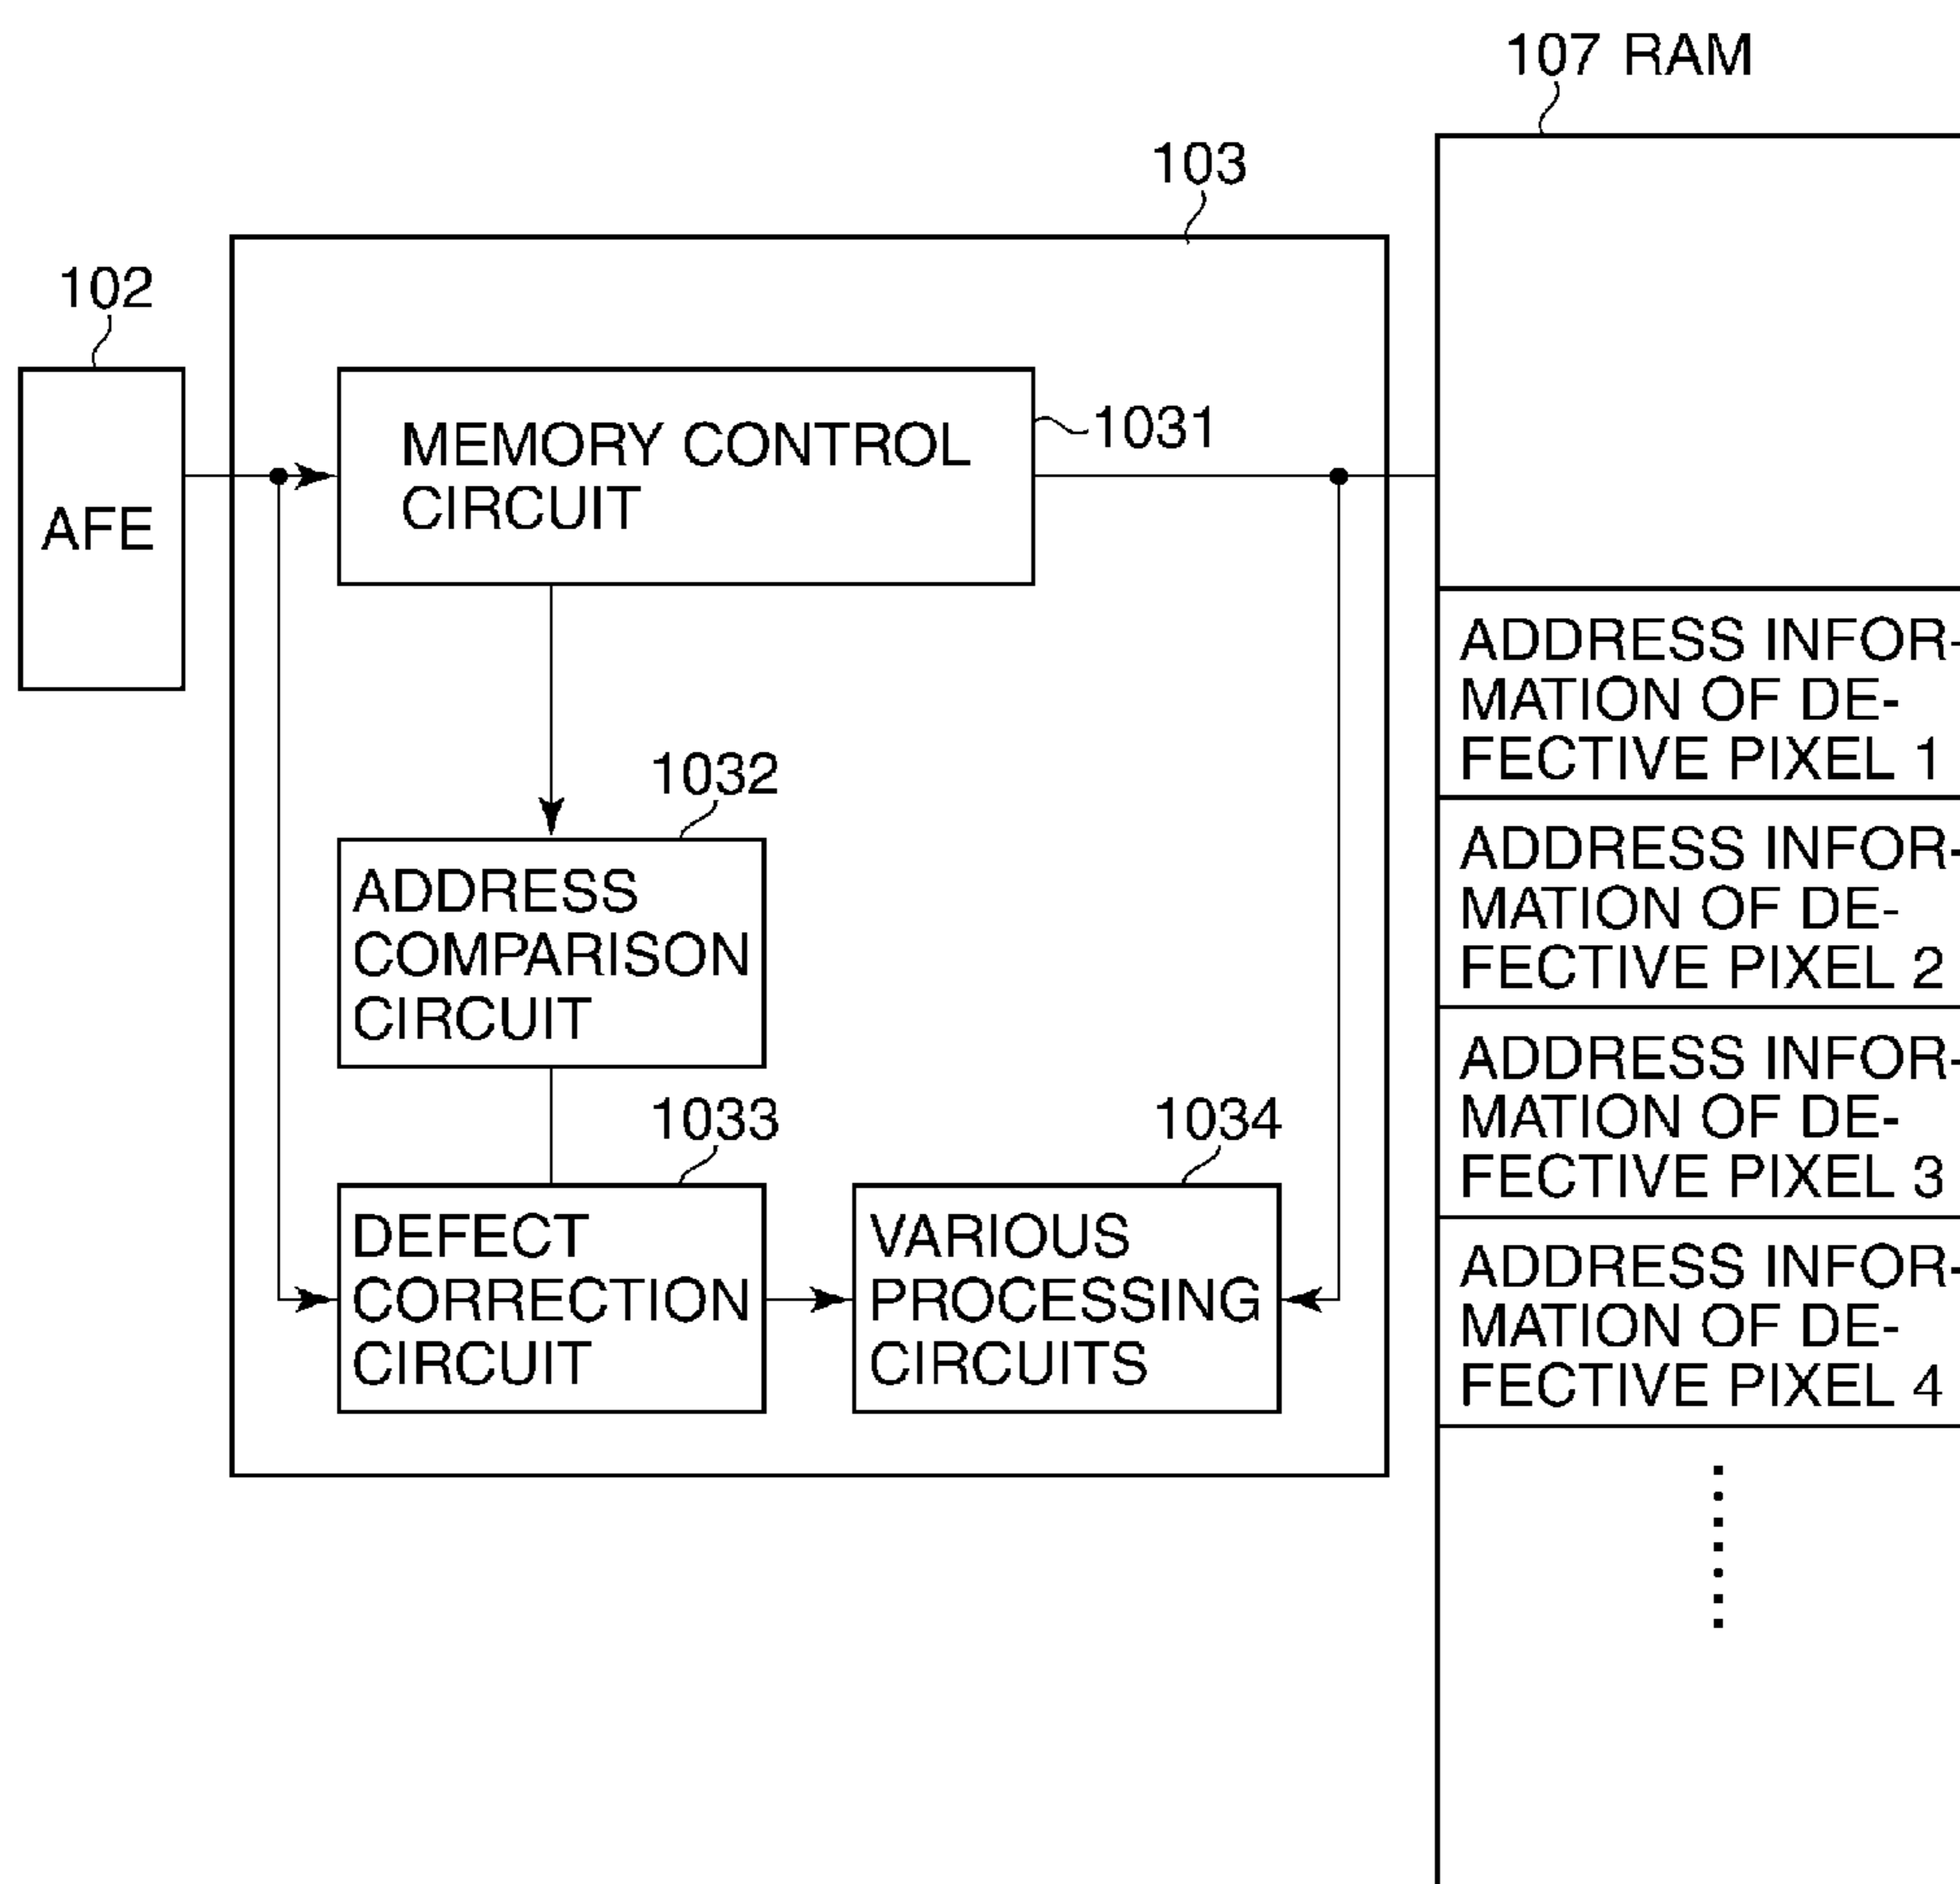 107 RAM
103
102
AFE
MEMORY CONTROL
CIRCUIT
1031
1032
ADDRESS
COMPARISON
CIRCUIT
1033
DEFECT
CORRECTION
CIRCUIT
1034
VARIOUS
PROCESSING
CIRCUITS
ADDRESS INFOR-
MATION OF DE-
FECTIVE PIXEL 1
ADDRESS INFOR-
MATION OF DE-
FECTIVE PIXEL 2
ADDRESS INFOR-
MATION OF DE-
FECTIVE PIXEL 3
ADDRESS INFOR-
MATION OF DE-
FECTIVE PIXEL 4